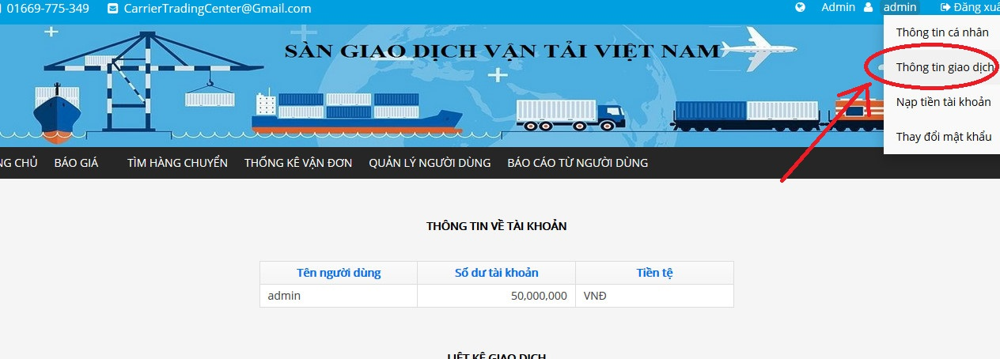 01669-775-349 CarrierTradingCenter@Gmail.com Admin admin Đăng xuấ
Thông tin cá nhân
SÀN GIAO DỊCH VẬN TẢI VIỆT NAM
Thông tin giao dịch
Nạp tiền tài khoản
Thay đổi mật khẩu
NG CHỦ BÁO GIÁ TÌM HÀNG CHUYỂN THỐNG KÊ VẬN ĐƠN QUẢN LÝ NGƯỜI DÙNG BÁO CÁO TỪ NGƯỜI DÙNG
THÔNG TIN VỀ TÀI KHOẢN
Tên người dùng Số dư tài khoản Tiền tệ
admin 50,000,000 VNĐ
LIỆT KÊ GIAO DỊCH